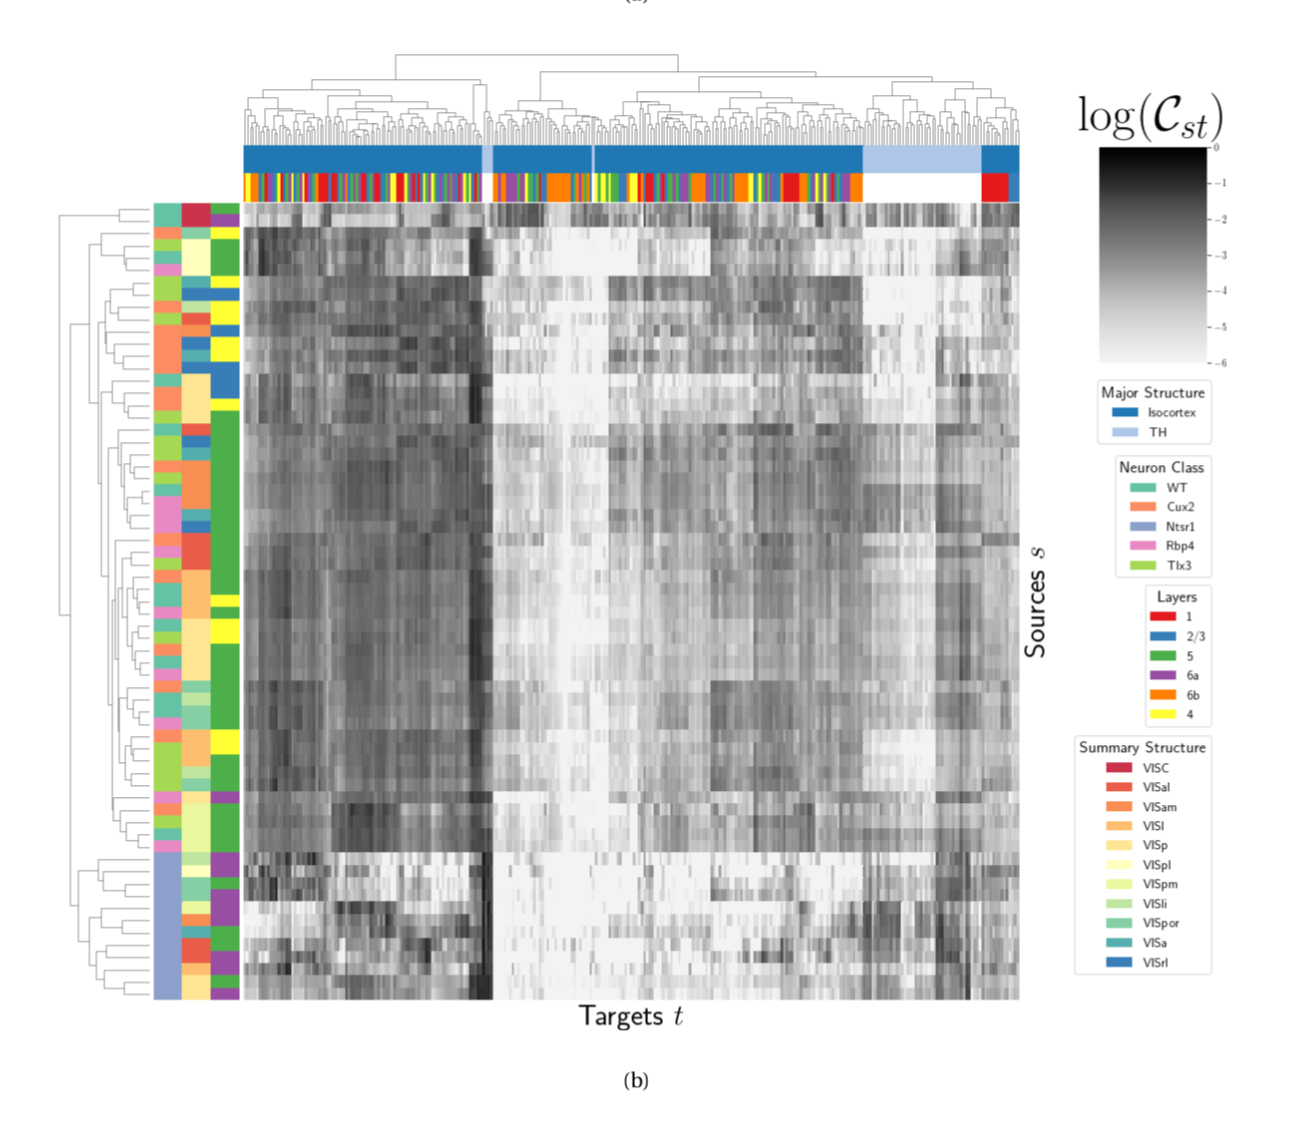 log(𝓒st)
0
−1
−2
−3
−4
−5
−6
Major Structure
Isocortex
TH
Neuron Class
WT
Cux2
Ntsr1
Rbp4
Tlx3
Layers
1
2/3
5
6a
6b
4
Summary Structure
VISC
VISal
VISam
VISl
VISp
VISpl
VISpm
VISli
VISpor
VISa
VISrl
Sources s
Targets t
(b)